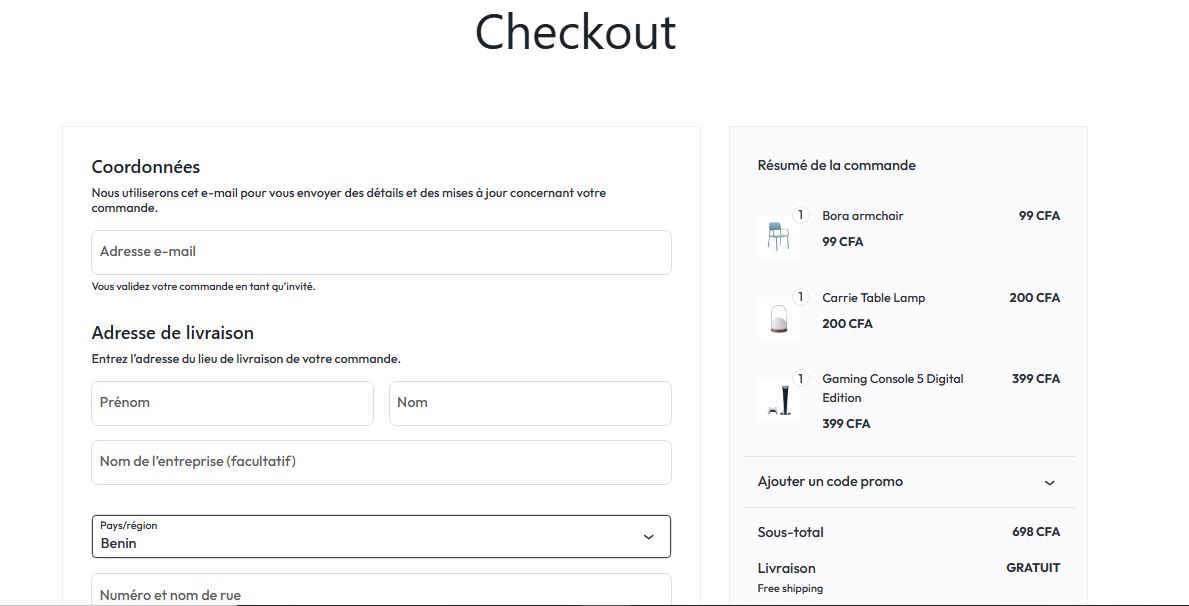 Checkout
Coordonnées
Nous utiliserons cet e-mail pour vous envoyer des détails et des mises à jour concernant votre
commande.
Adresse e-mail
Vous validez votre commande en tant qu’invité.
Adresse de livraison
Entrez l’adresse du lieu de livraison de votre commande.
Prénom
Nom
Nom de l’entreprise (facultatif)
Pays/région
Benin
Numéro et nom de rue
Résumé de la commande
1
Bora armchair
99 CFA
99 CFA
1
Carrie Table Lamp
200 CFA
200 CFA
1
Gaming Console 5 Digital
Edition
399 CFA
399 CFA
Ajouter un code promo
Sous-total
698 CFA
Livraison
GRATUIT
Free shipping